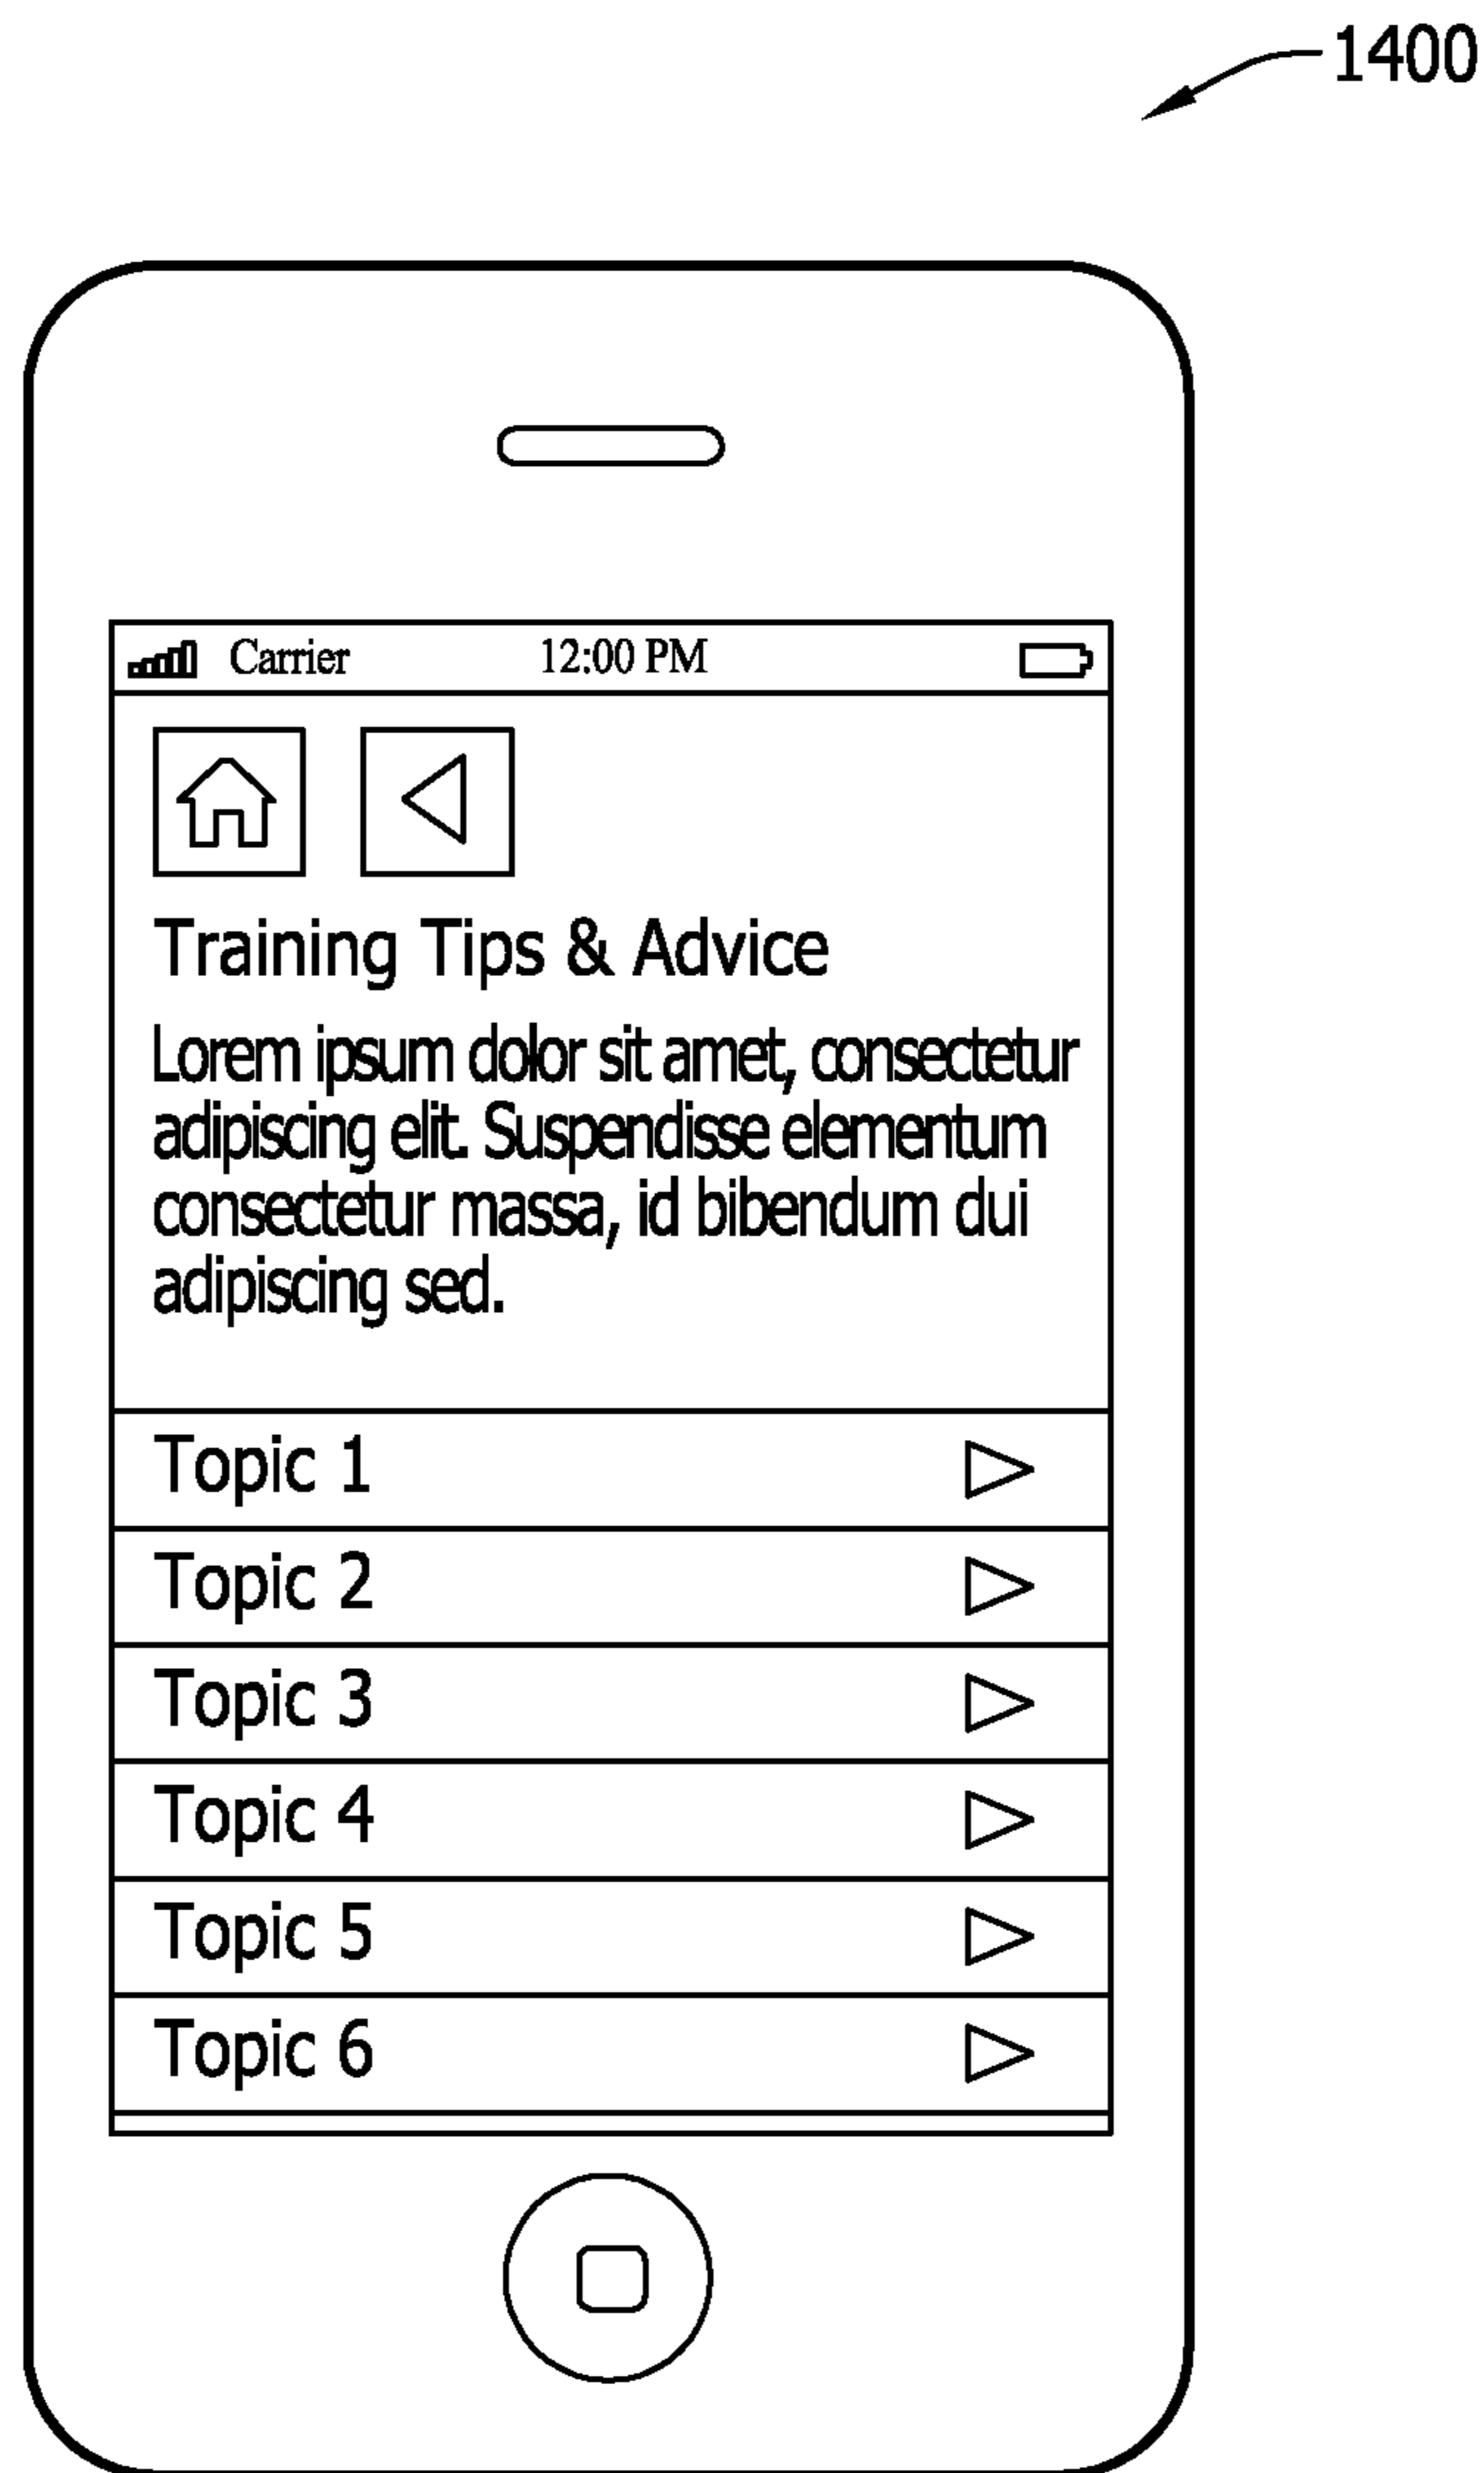 1400
Carrier 12:00 PM
Training Tips & Advice
Lorem ipsum dolor sit amet, consectetur
adipiscing elit. Suspendisse elementum
consectetur massa, id bibendum dui
adipiscing sed.
Topic 1
Topic 2
Topic 3
Topic 4
Topic 5
Topic 6